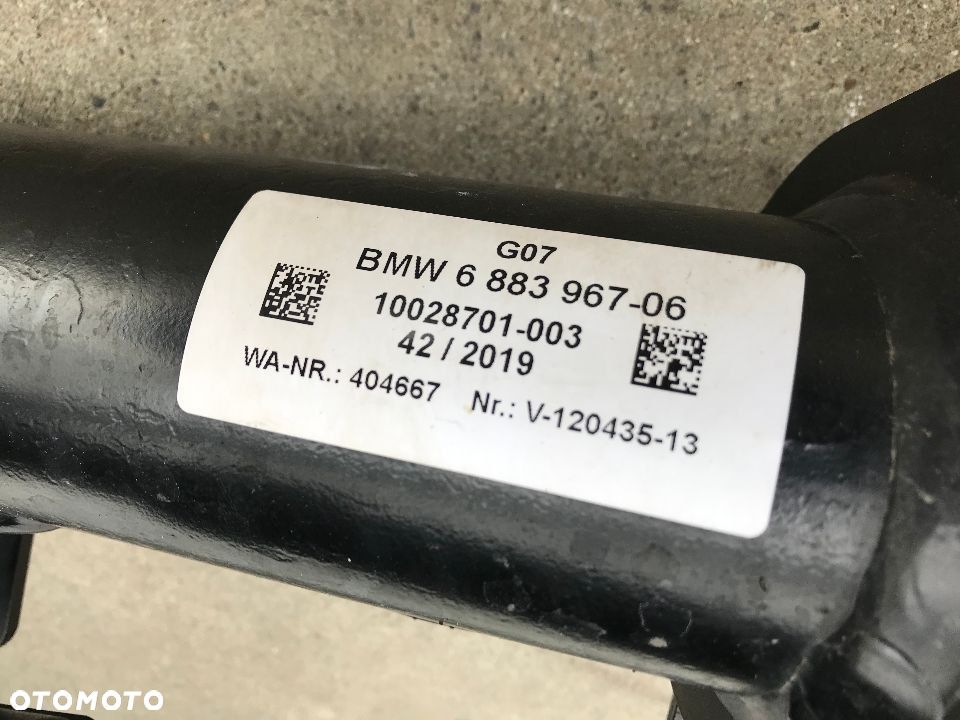 G07
BMW 6 883 967-06
10028701-003
42 / 2019
WA-NR.: 404667 Nr.: V-120435-13
OTOMOTO